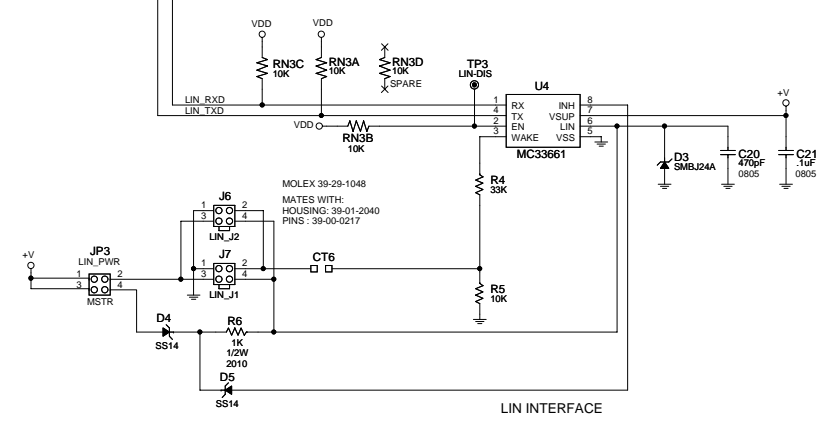 VDD
VDD
RN3C
10K
RN3A
10K
RN3D
10K
SPARE
TP3
LIN-DIS
U4
+V
LIN_RXD
LIN_TXD
1 RX INH 8
4 TX VSUP 7
2 EN LIN 6
3 WAKE VSS 5
MC33661
VDD
RN3B
10K
D3
SMBJ24A
C20
470pF
0805
C21
.1uF
0805
R4
33K
MOLEX 39-29-1048
MATES WITH:
HOUSING: 39-01-2040
PINS : 39-00-0217
J6
1 2
3 4
LIN_J2
J7
1 2
3 4
LIN_J1
CT6
+V
JP3
LIN_PWR
1 2
3 4
MSTR
R5
10K
D4
SS14
R6
1K
1/2W
2010
D5
SS14
LIN INTERFACE